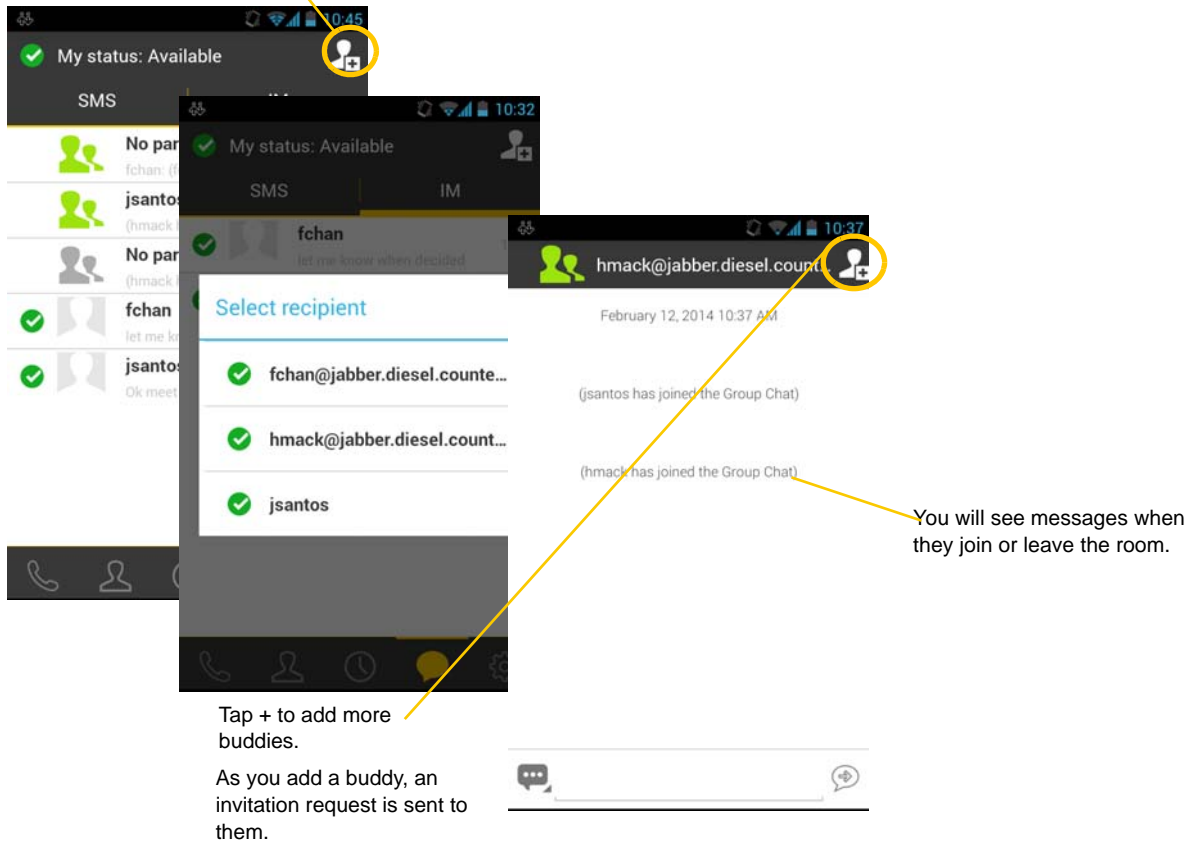 10:45
My status: Available
SMS
No par
fchan: (f
jsantos
(hmack
No par
(hmack
fchan
let me k
jsantos
Ok meet
10:32
My status: Available
SMS IM
fchan
let me know when decided
Select recipient
fchan@jabber.diesel.counte...
hmack@jabber.diesel.count...
jsantos
10:37
hmack@jabber.diesel.count...
February 12, 2014 10:37 AM
(jsantos has joined the Group Chat)
(hmack has joined the Group Chat)
You will see messages when
they join or leave the room.
Tap + to add more
buddies.
As you add a buddy, an
invitation request is sent to
them.